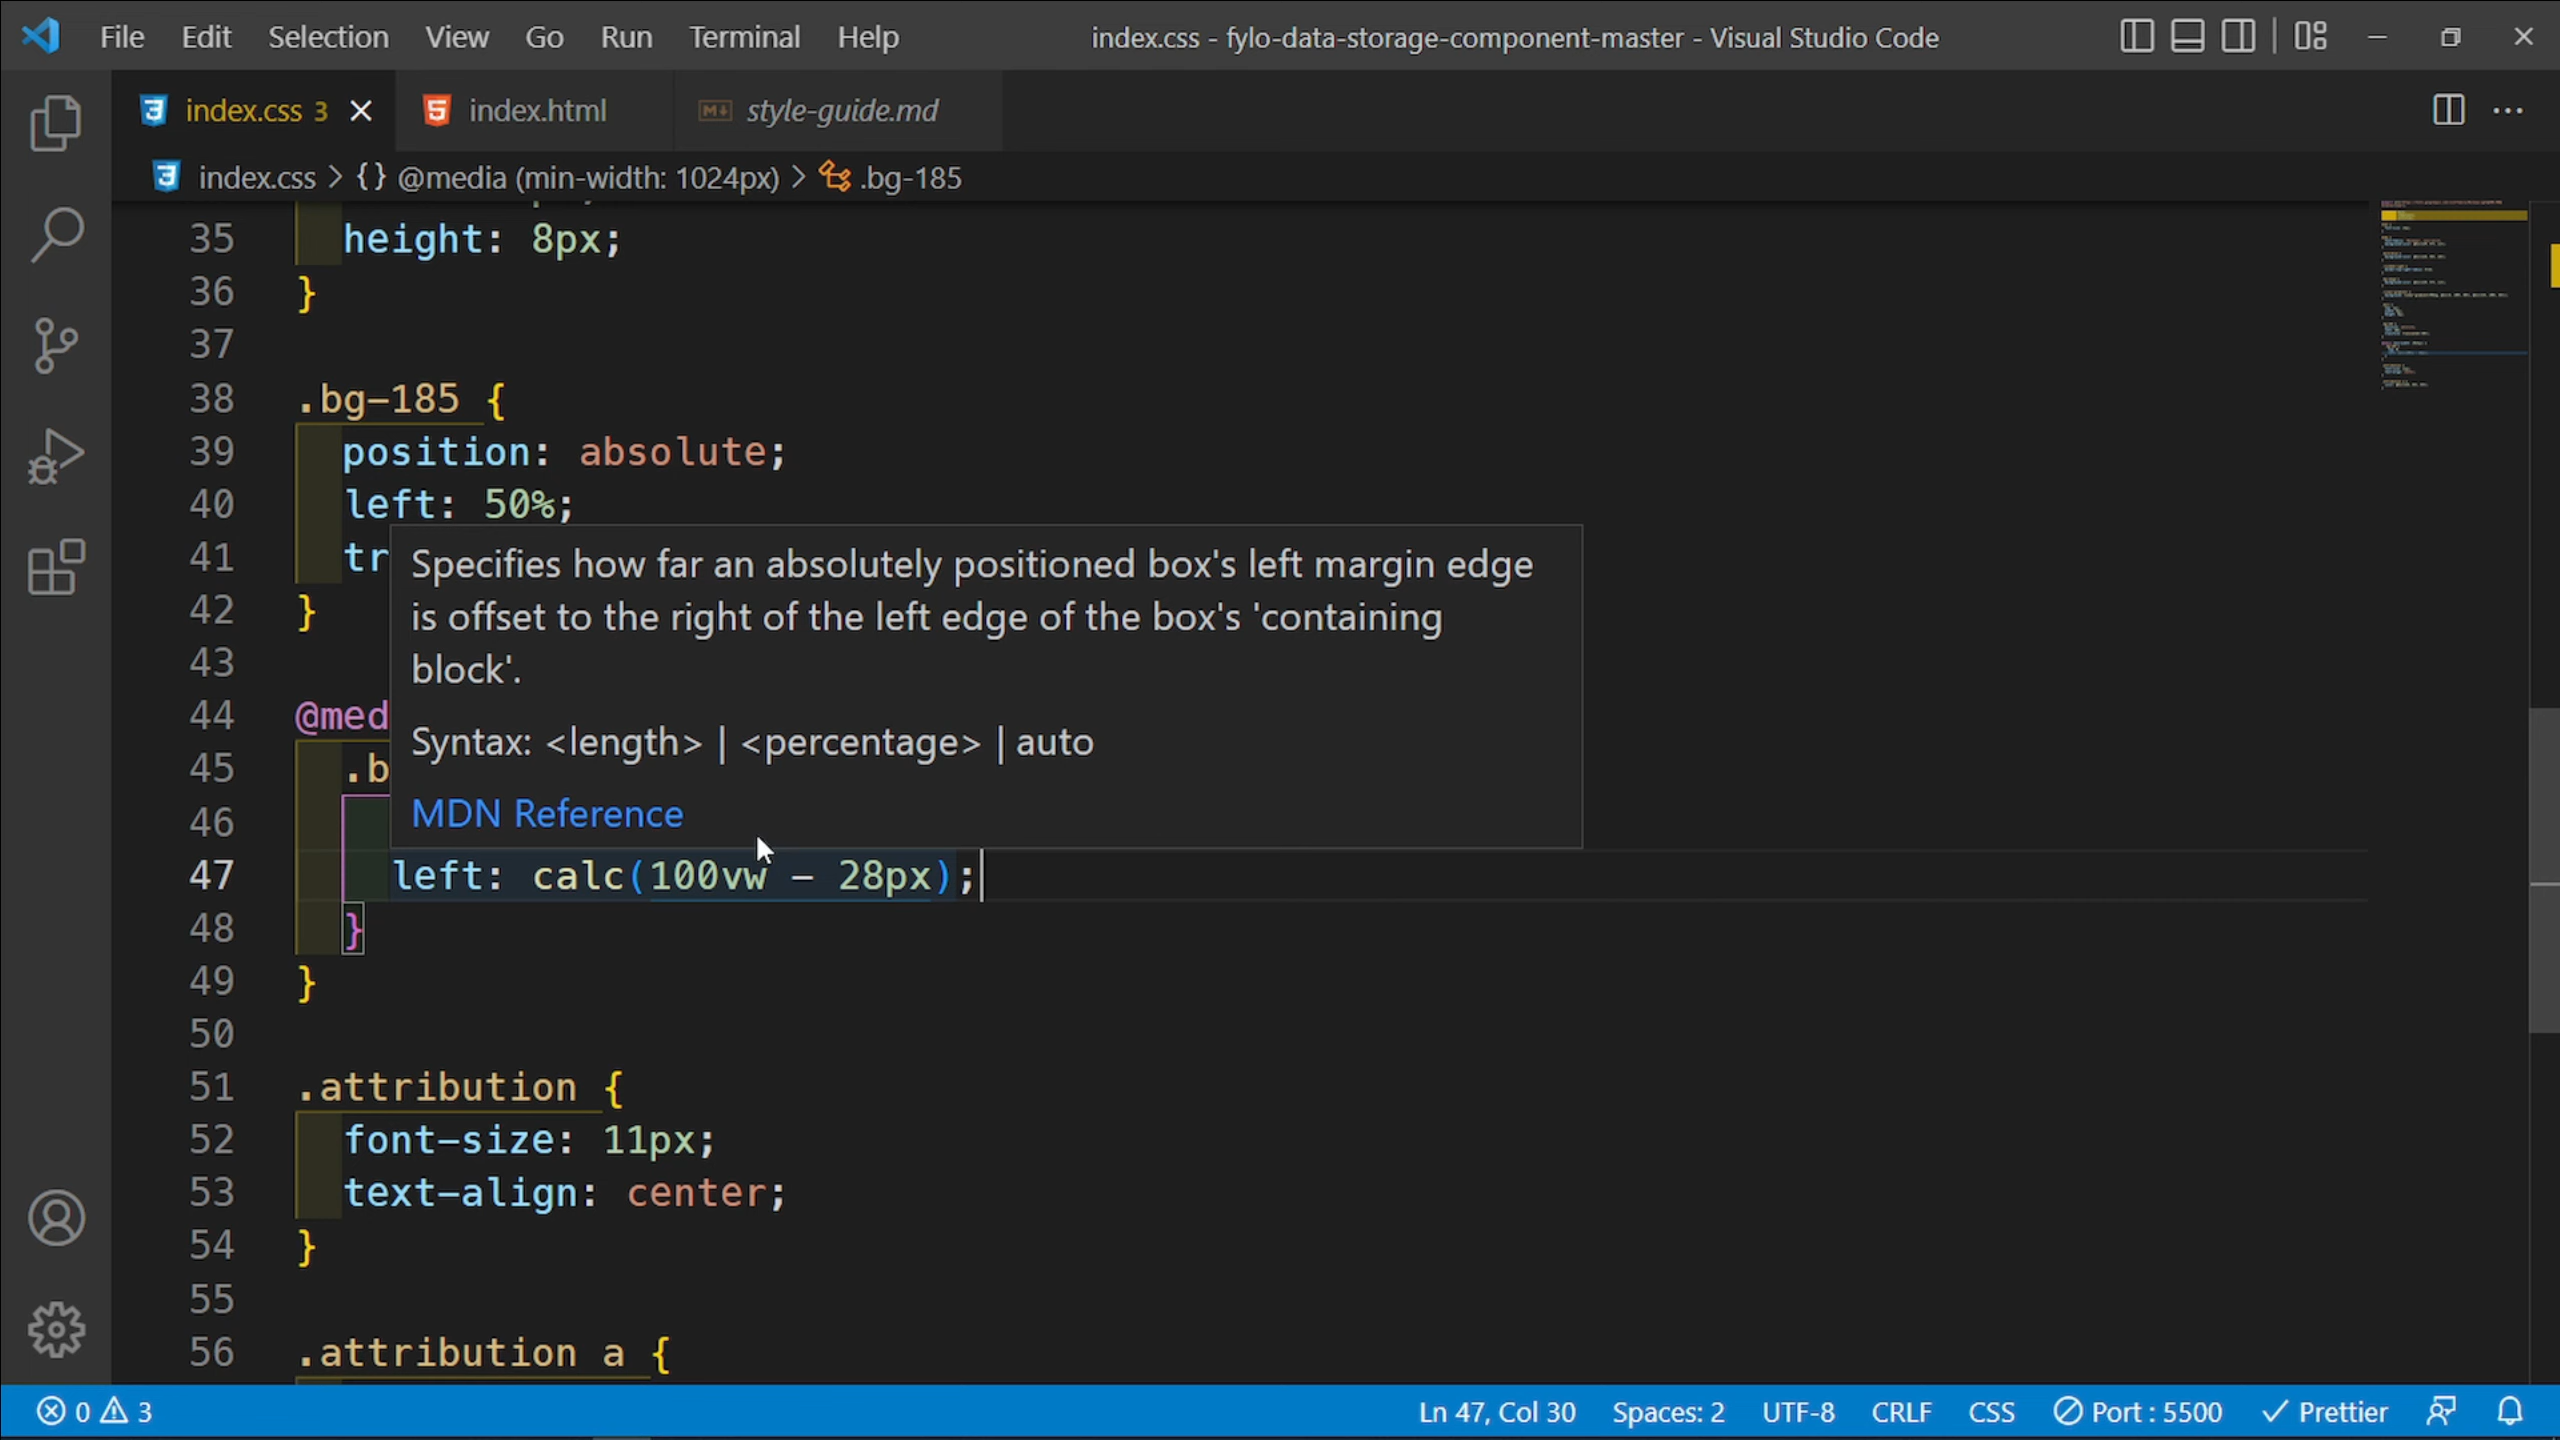 File Edit Selection View Go Run Terminal Help index.css - fylo-data-storage-component-master - Visual Studio Code
index.css 3 index.html style-guide.md
index.css > {} @media (min-width: 1024px) > .bg-185
35 height: 8px;
36 }
37
38 .bg-185 {
39 position: absolute;
40 left: 50%;
41 tr
42 }
43
44 @med
45 .b
46
47 left: calc(100vw - 28px);
48 }
49 }
50
51 .attribution {
52 font-size: 11px;
53 text-align: center;
54 }
55
56 .attribution a {
Specifies how far an absolutely positioned box's left margin edge
is offset to the right of the left edge of the box's 'containing
block'.
Syntax: <length> | <percentage> | auto
MDN Reference
0 3 Ln 47, Col 30 Spaces: 2 UTF-8 CRLF CSS Port : 5500 Prettier